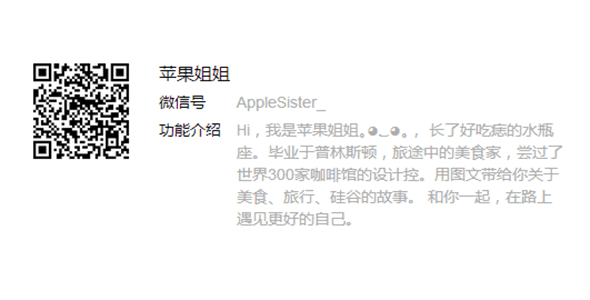 苹果姐姐
微信号 AppleSister_
功能介绍 Hi，我是苹果姐姐｡◕‿◕｡， 长了好吃痣的水瓶
座。毕业于普林斯顿，旅途中的美食家，尝过了
世界300家咖啡馆的设计控。用图文带给你关于
美食、旅行、硅谷的故事。 和你一起，在路上
遇见更好的自己。